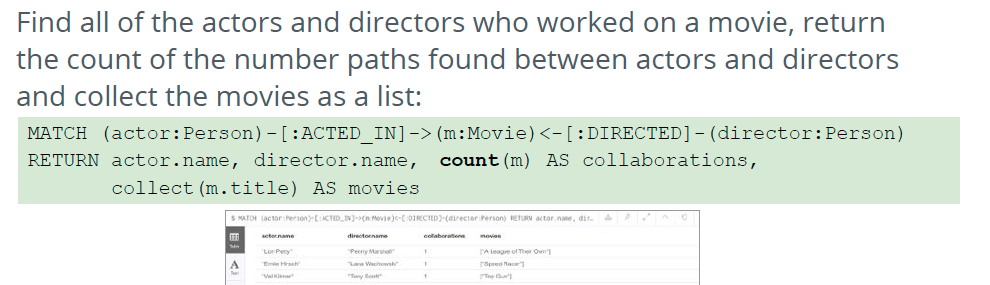 Find all of the actors and directors who worked on a movie, return
the count of the number paths found between actors and directors
and collect the movies as a list:
MATCH (actor:Person)-[:ACTED_IN]->(m:Movie)<-[:DIRECTED]-(director:Person)
RETURN actor.name, director.name, count(m) AS collaborations,
collect(m.title) AS movies
$ MATCH (actor:Person)-[:ACTED_IN]->(m:Movie)<-[:DIRECTED]-(director:Person) RETURN actor.name, dir…
actor.name director.name collaborations movies
Table
"Lori Petty" "Penny Marshall" 1 ["A League of Their Own"]
A "Emile Hirsch" "Lana Wachowski" 1 ["Speed Racer"]
Text
"Val Kilmer" "Tony Scott" 1 ["Top Gun"]